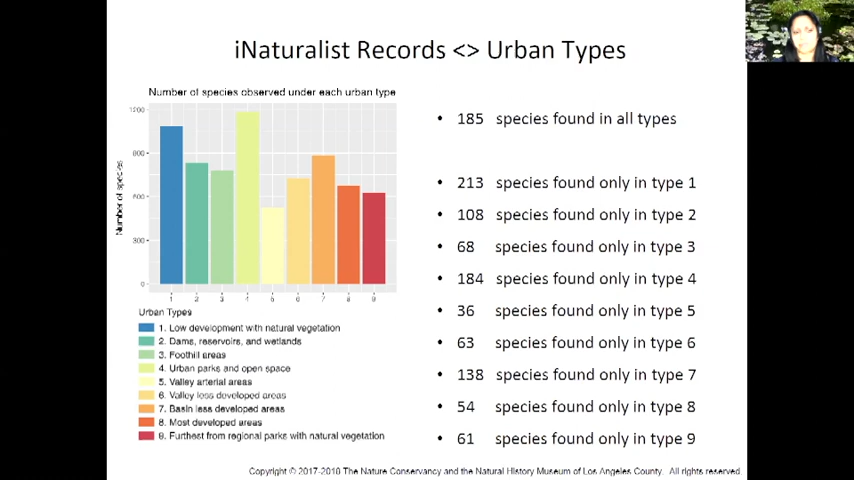 iNaturalist Records <> Urban Types
Number of species observed under each urban type
Number of species
1200
900
600
300
0
1 2 3 4 5 6 7 8 9
Urban Types
1. Low development with natural vegetation
2. Dams, reservoirs, and wetlands
3. Foothill areas
4. Urban parks and open space
5. Valley arterial areas
6. Valley less developed areas
7. Basin less developed areas
8. Most developed areas
9. Furthest from regional parks with natural vegetation
• 185 species found in all types
• 213 species found only in type 1
• 108 species found only in type 2
• 68 species found only in type 3
• 184 species found only in type 4
• 36 species found only in type 5
• 63 species found only in type 6
• 138 species found only in type 7
• 54 species found only in type 8
• 61 species found only in type 9
Copyright © 2017-2018 The Nature Conservancy and the Natural History Museum of Los Angeles County. All rights reserved.